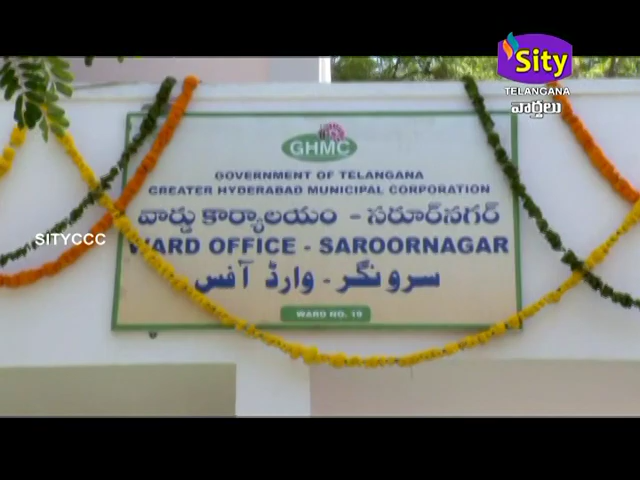 Sity
TELANGANA
వార్తలు
GHMC
GOVERNMENT OF TELANGANA
GREATER HYDERABAD MUNICIPAL CORPORATION
వార్డు కార్యాలయం - సరూర్‌నగర్
SITYCCC
WARD OFFICE - SAROORNAGAR
سرونگر - وارڈ آفس
WARD NO. 19